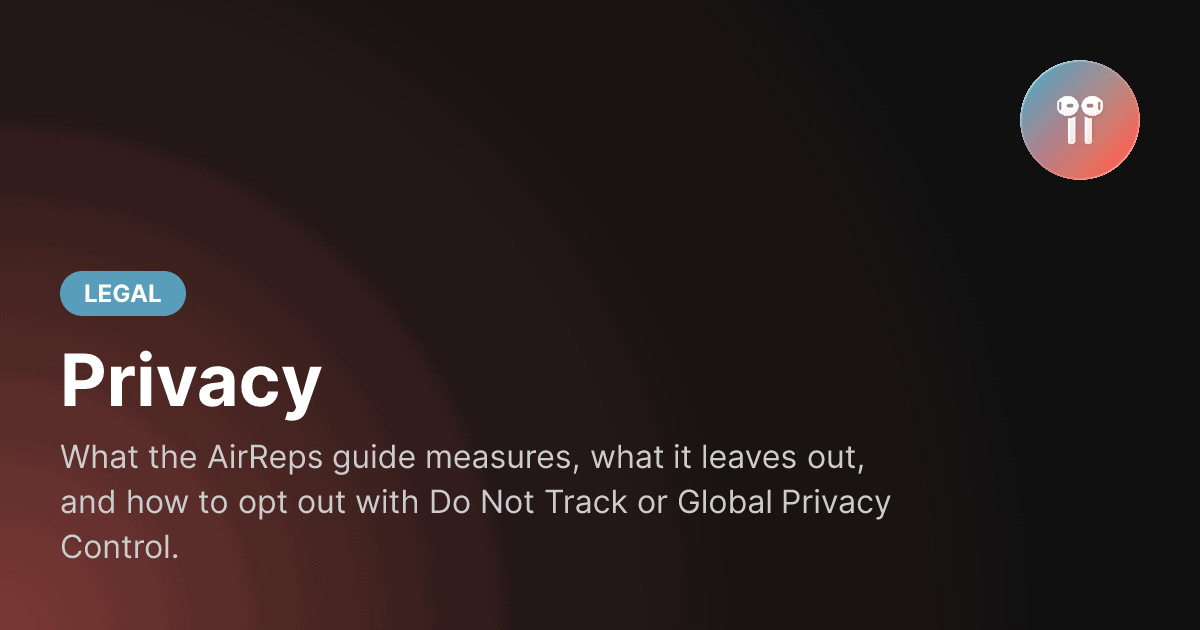 LEGAL
Privacy
What the AirReps guide measures, what it leaves out,
and how to opt out with Do Not Track or Global Privacy
Control.